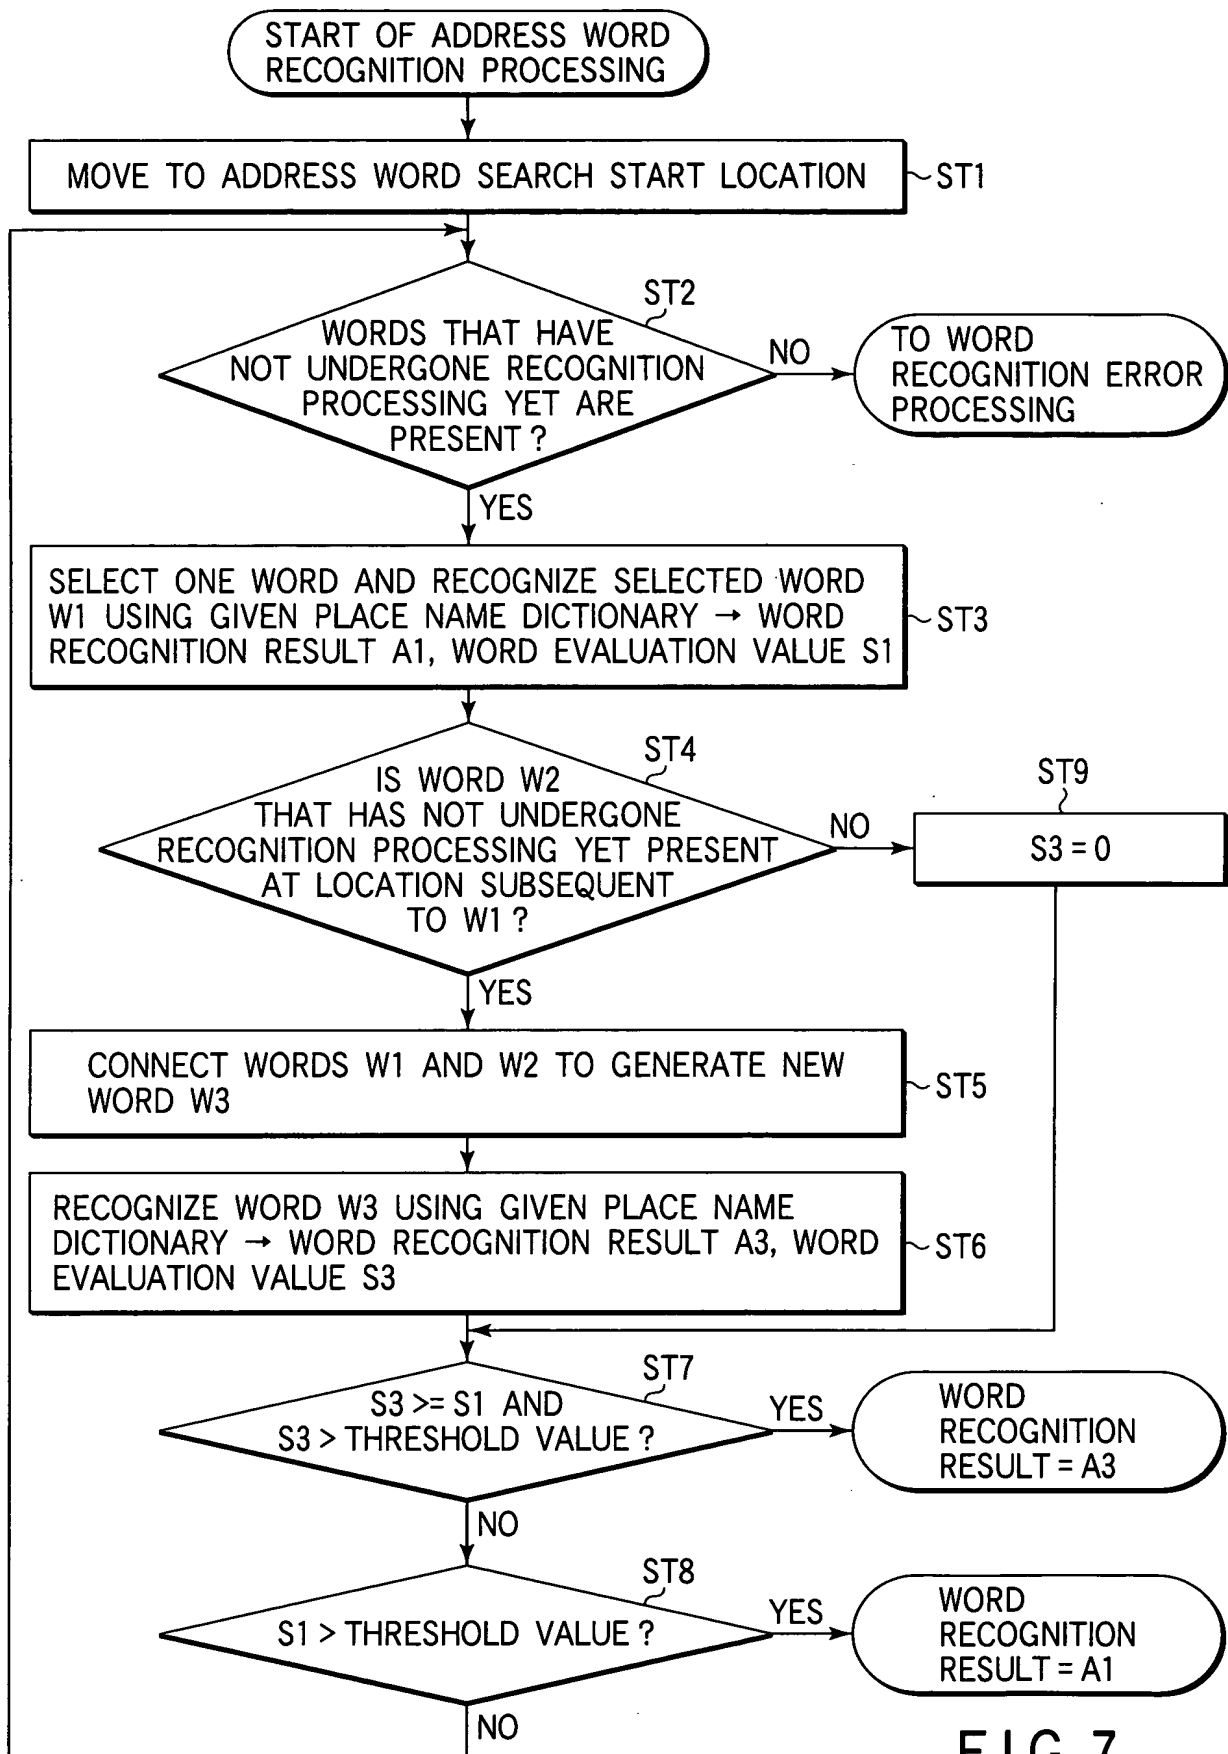 START OF ADDRESS WORD
RECOGNITION PROCESSING
MOVE TO ADDRESS WORD SEARCH START LOCATION
ST1
ST2
WORDS THAT HAVE
NOT UNDERGONE RECOGNITION
PROCESSING YET ARE
PRESENT ?
NO
TO WORD
RECOGNITION ERROR
PROCESSING
YES
SELECT ONE WORD AND RECOGNIZE SELECTED WORD
W1 USING GIVEN PLACE NAME DICTIONARY → WORD
RECOGNITION RESULT A1, WORD EVALUATION VALUE S1
ST3
ST4
IS WORD W2
THAT HAS NOT UNDERGONE
RECOGNITION PROCESSING YET PRESENT
AT LOCATION SUBSEQUENT
TO W1 ?
NO
ST9
S3 = 0
YES
CONNECT WORDS W1 AND W2 TO GENERATE NEW
WORD W3
ST5
RECOGNIZE WORD W3 USING GIVEN PLACE NAME
DICTIONARY → WORD RECOGNITION RESULT A3, WORD
EVALUATION VALUE S3
ST6
ST7
S3 >= S1 AND
S3 > THRESHOLD VALUE ?
YES
WORD
RECOGNITION
RESULT = A3
NO
ST8
S1 > THRESHOLD VALUE ?
YES
WORD
RECOGNITION
RESULT = A1
NO
FIG. 7